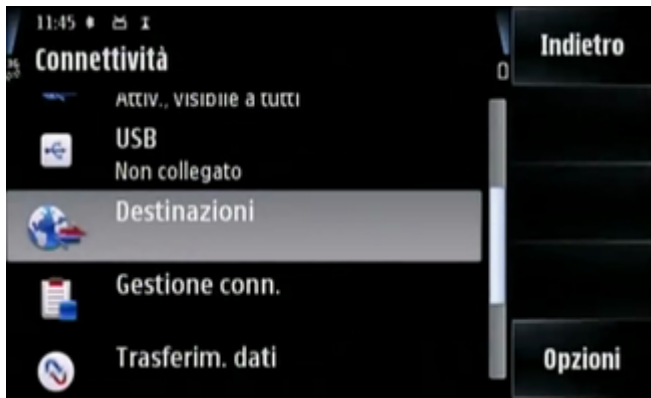 11:45
Connettività
Indietro
Attiv., visibile a tutti
USB
Non collegato
Destinazioni
Gestione conn.
Trasferim. dati
Opzioni